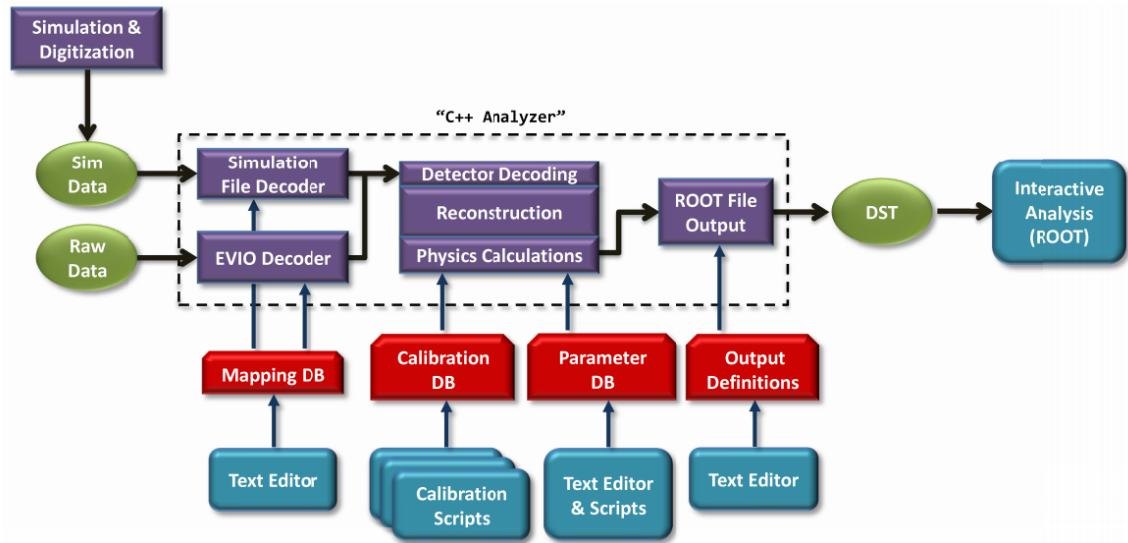 Simulation &
Digitization
“C++ Analyzer”
Sim
Data
Simulation
File Decoder
Detector Decoding
Reconstruction
Physics Calculations
ROOT File
Output
DST
Interactive
Analysis
(ROOT)
Raw
Data
EVIO Decoder
Mapping DB
Calibration
DB
Parameter
DB
Output
Definitions
Text Editor
Calibration
Scripts
Text Editor
& Scripts
Text Editor